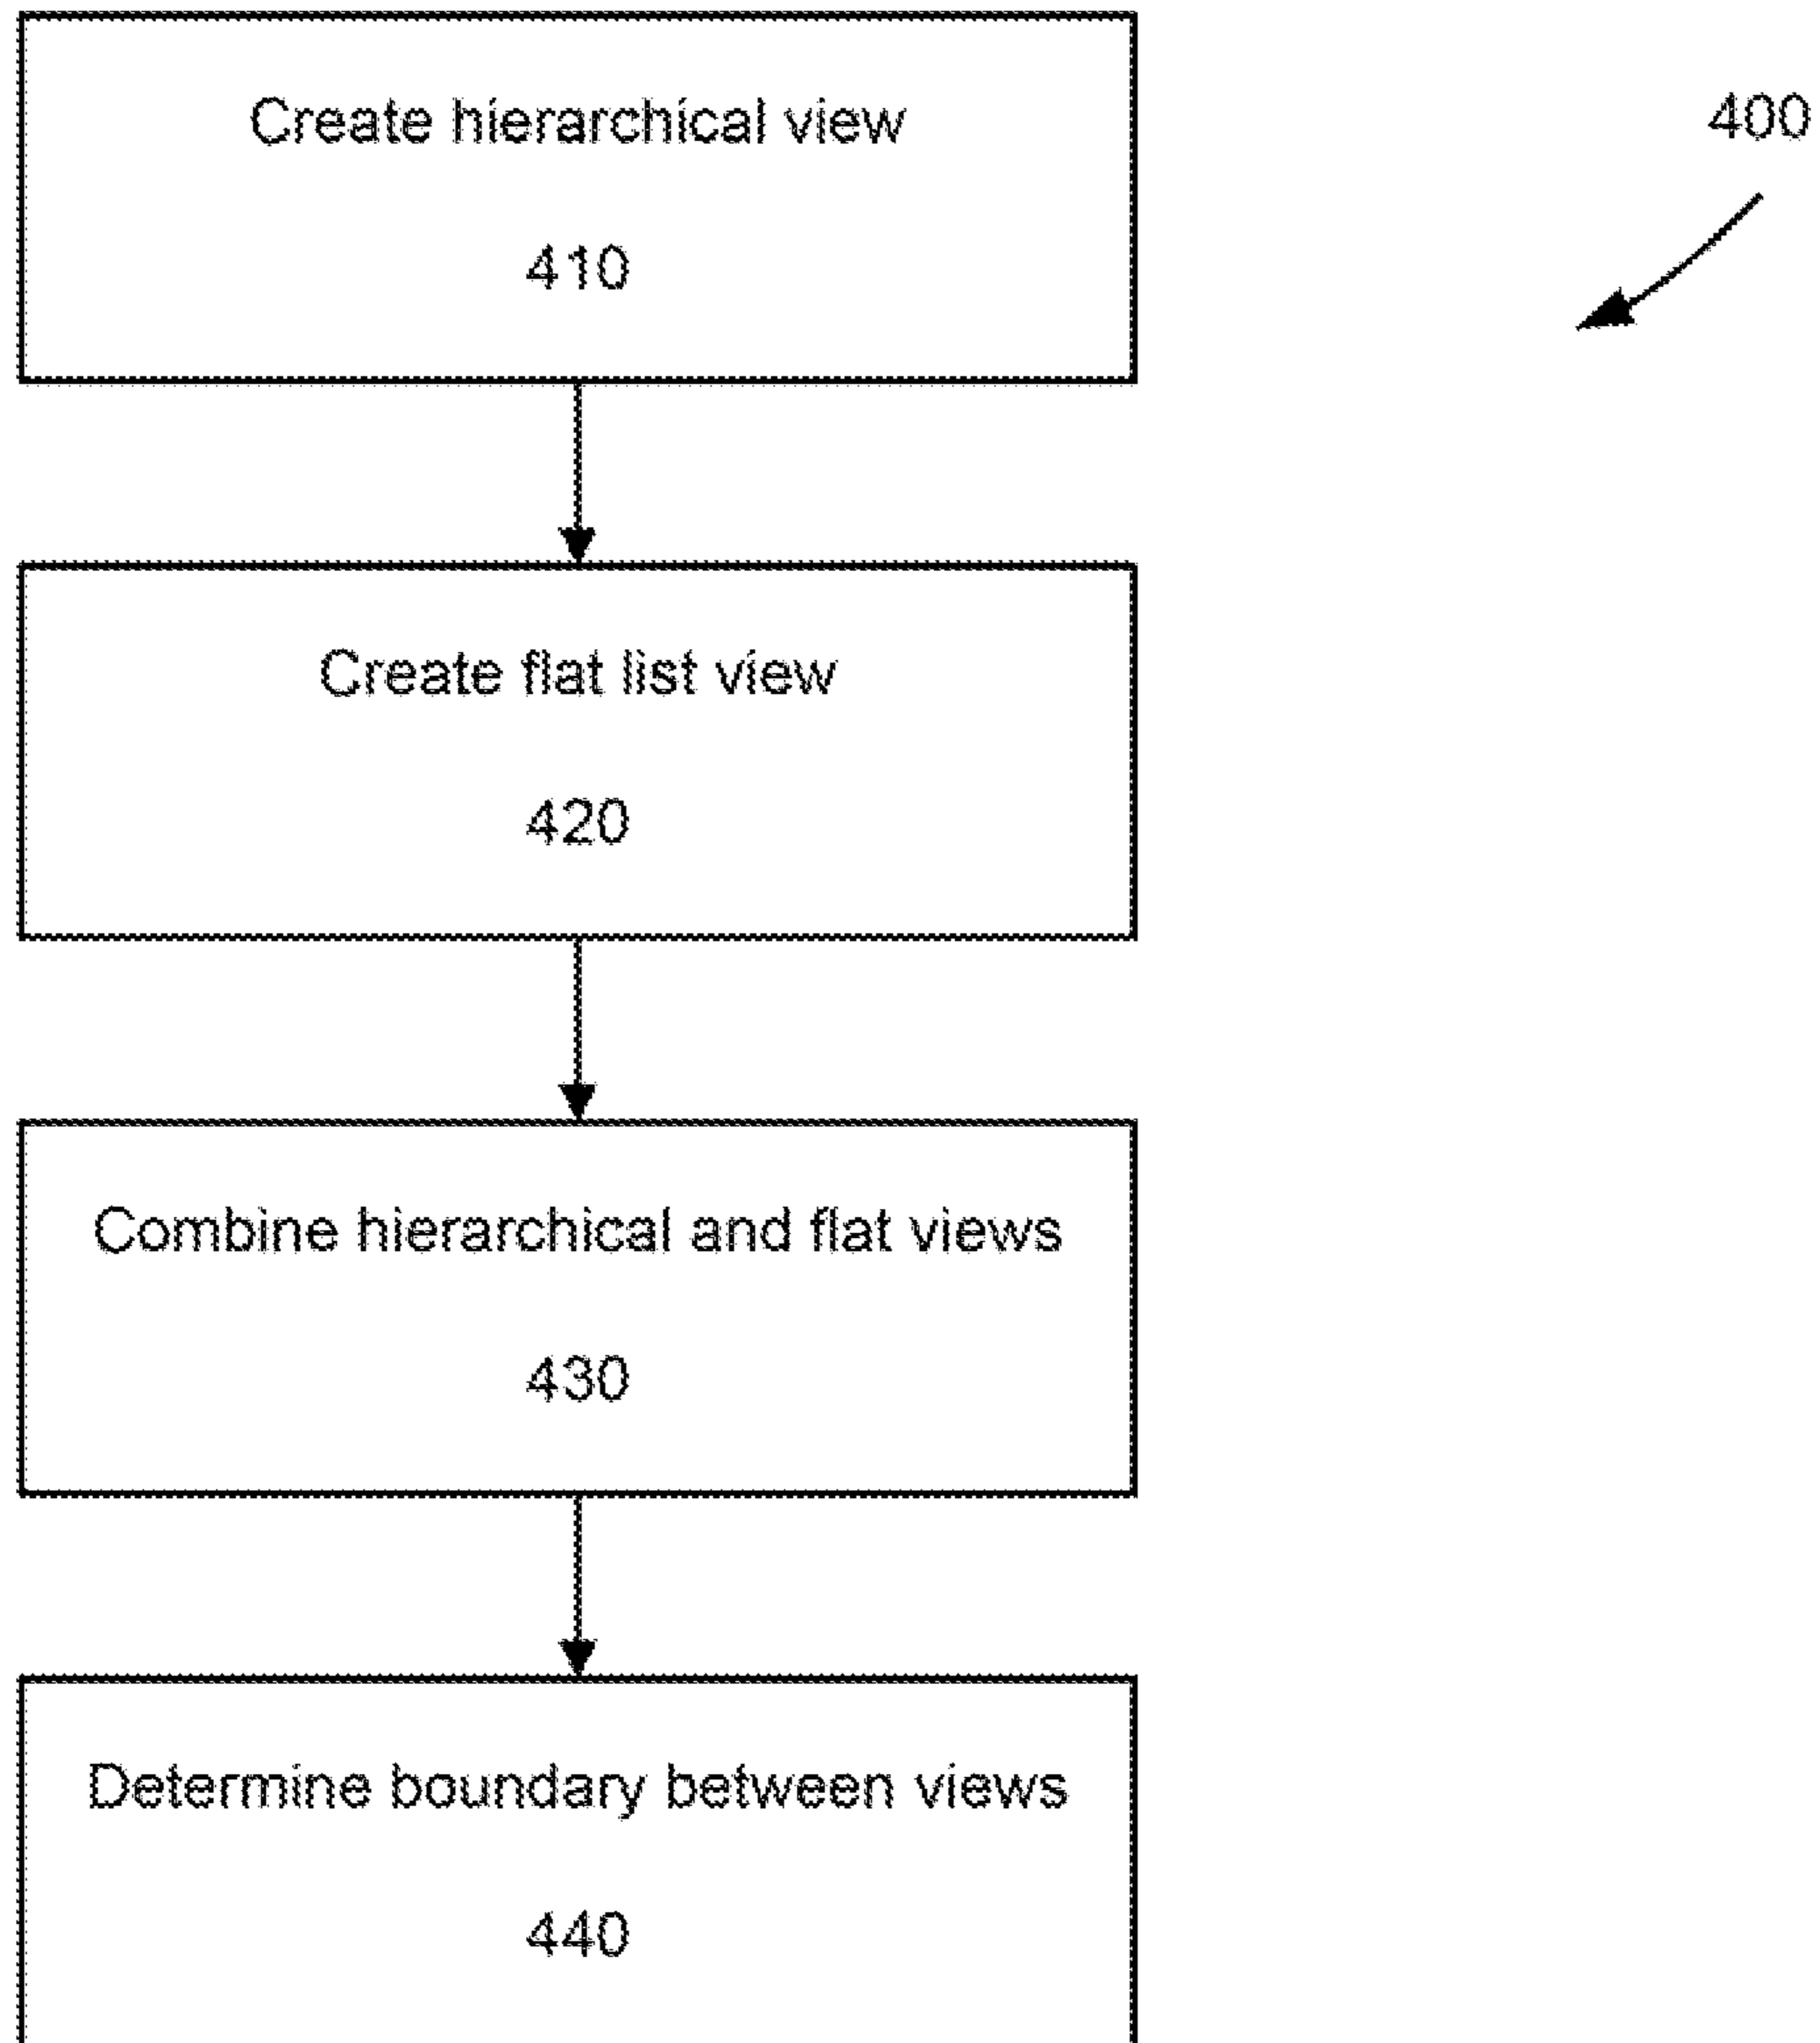 Create hierarchical view
400
410
Create flat list view
420
Combine hierarchical and flat views
430
Determine boundary between views
440